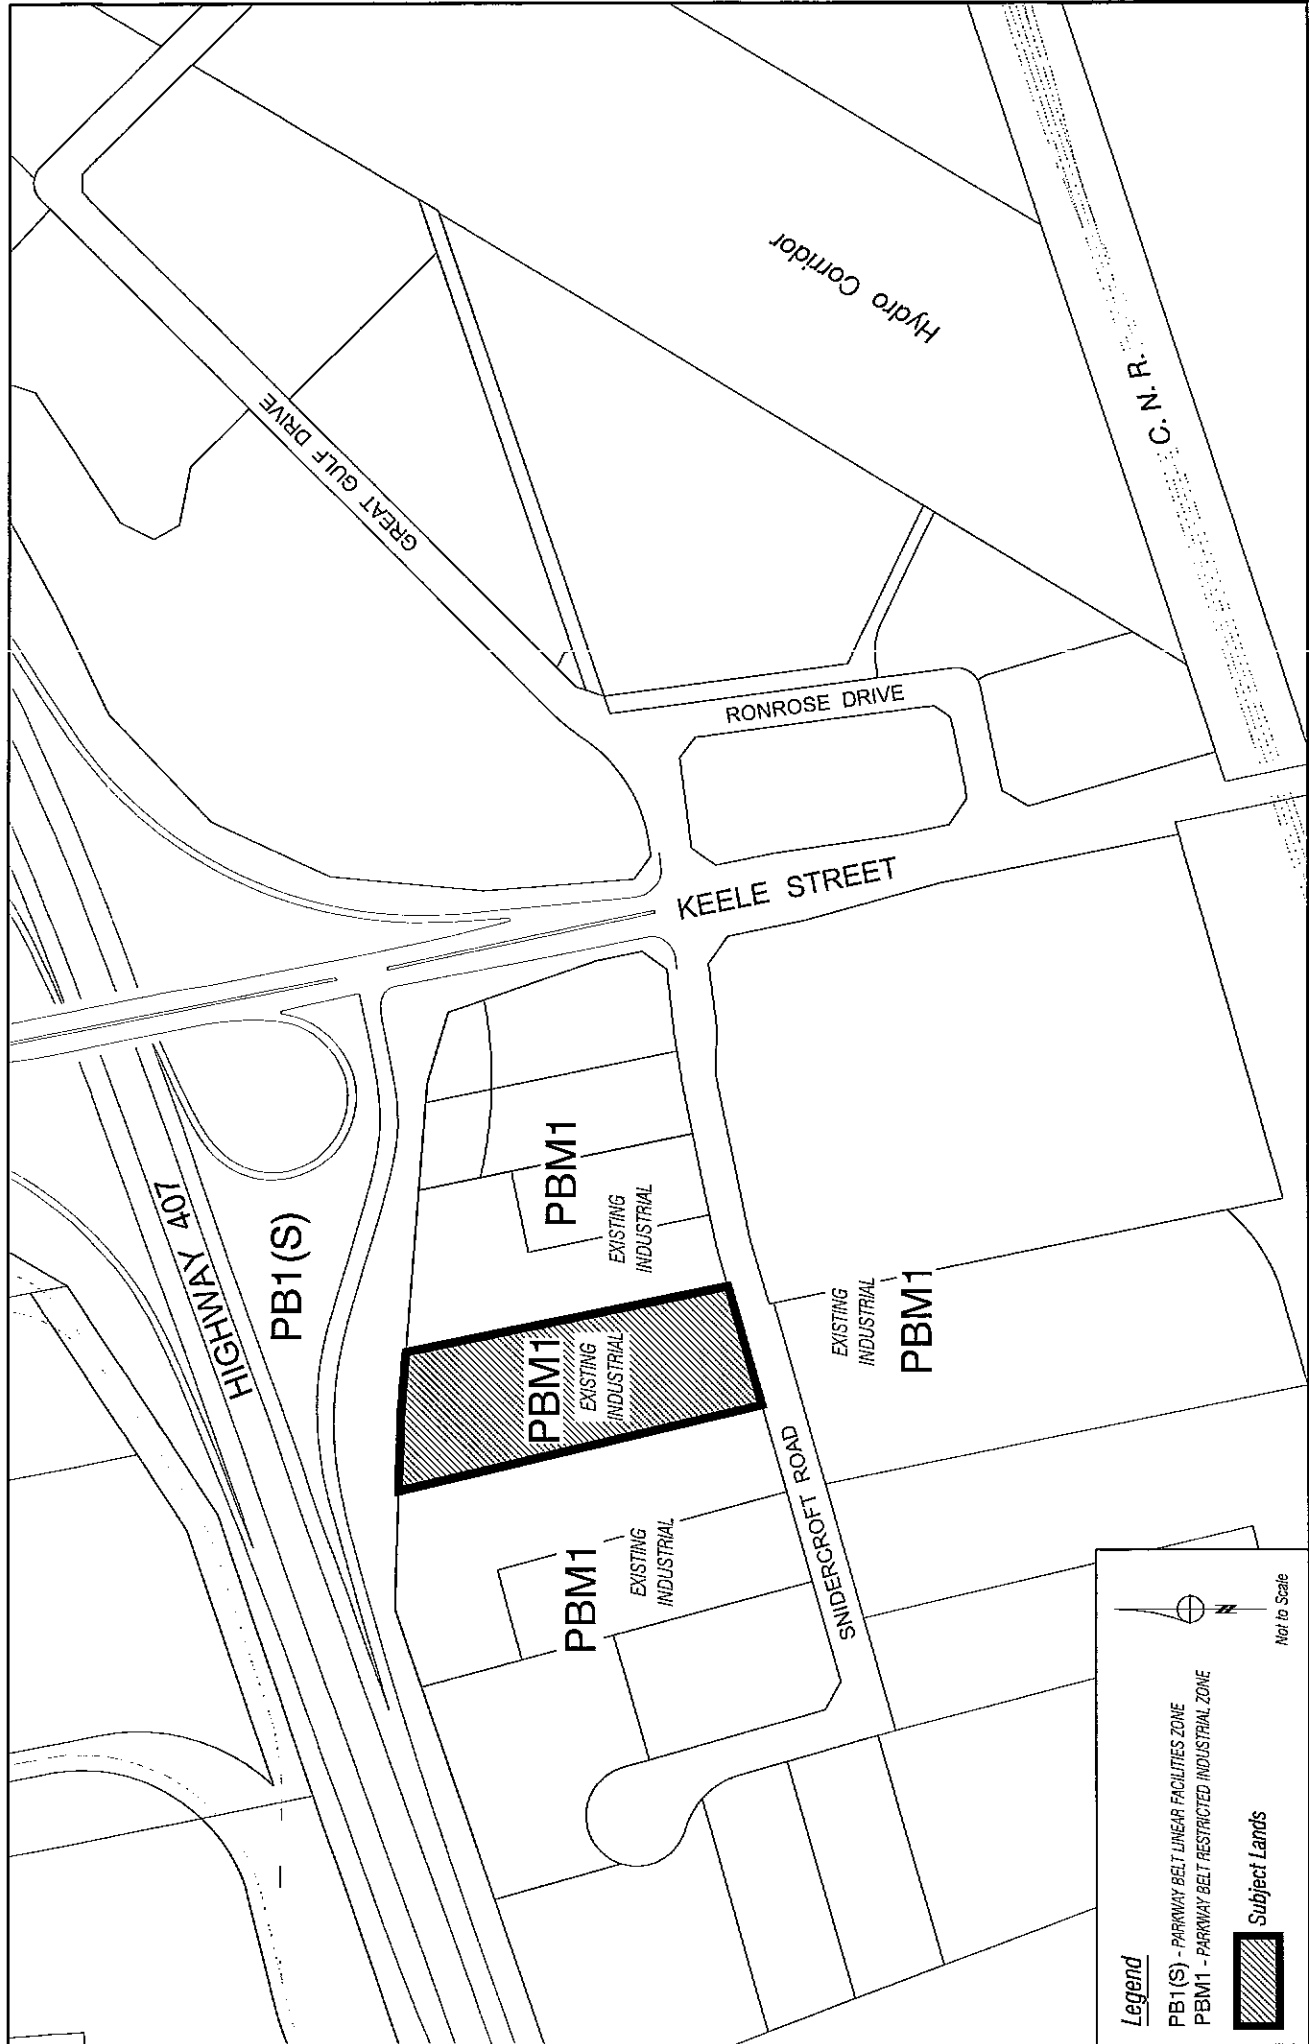 HIGHWAY 407
PB1(S)
GREAT GULF DRIVE
Hydro Corridor
C. N. R.
RONROSE DRIVE
KEELE STREET
PBM1
EXISTING
INDUSTRIAL
PBM1
EXISTING
INDUSTRIAL
PBM1
EXISTING
INDUSTRIAL
EXISTING
INDUSTRIAL
PBM1
SNIDERCROFT ROAD
Legend
PB1(S) - PARKWAY BELT LINEAR FACILITIES ZONE
PBM1 - PARKWAY BELT RESTRICTED INDUSTRIAL ZONE
Subject Lands
N
Not to Scale